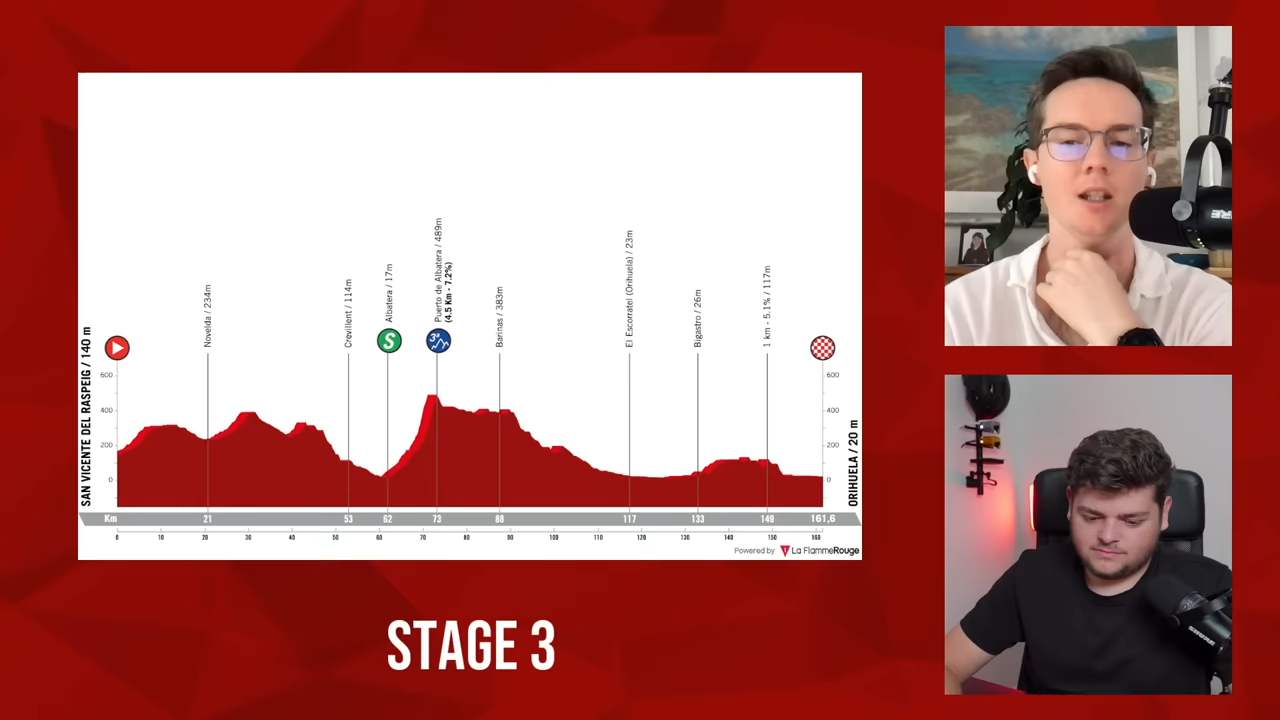 SAN VICENTE DEL RASPEIG / 140 m
Novelda / 234m
Crevillent / 114m
Albatera / 17m
Puerto de Albatera / 489m
(4.5 Km - 7.2%)
Barinas / 383m
El Escorratel (Orihuela) / 23m
Bigastro / 26m
1 km - 5.1% / 117m
ORIHUELA / 20 m
S
3ª
600
400
200
0
600
400
200
0
Km 21 53 62 73 88 117 133 149 161,6
0 10 20 30 40 50 60 70 80 90 100 110 120 130 140 150 160
Powered by La FlammeRouge
STAGE 3